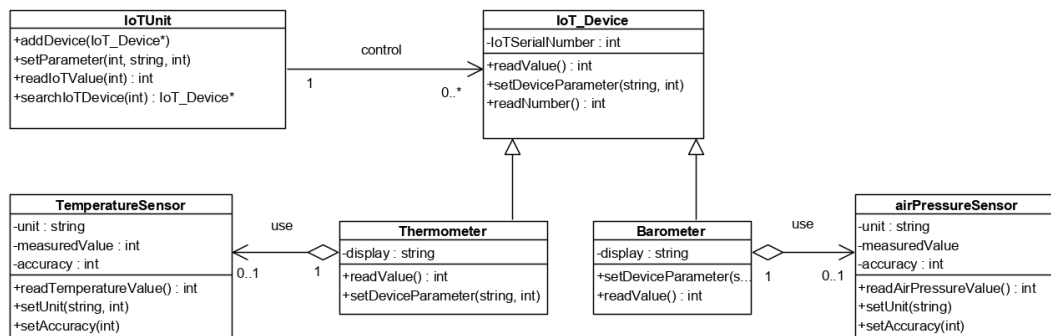 IoTUnit
+addDevice(IoT_Device*)
+setParameter(int, string, int)
+readIoTValue(int) : int
+searchIoTDevice(int) : IoT_Device*
control
1
0..*
IoT_Device
-IoTSerialNumber : int
+readValue() : int
+setDeviceParameter(string, int)
+readNumber() : int
TemperatureSensor
-unit : string
-measuredValue : int
-accuracy : int
+readTemperatureValue() : int
+setUnit(string, int)
+setAccuracy(int)
use
0..1
1
Thermometer
-display : string
+readValue() : int
+setDeviceParameter(string, int)
Barometer
-display : string
+setDeviceParameter(s...
+readValue() : int
use
1
0..1
airPressureSensor
-unit : string
-measuredValue
-accuracy : int
+readAirPressureValue() : int
+setUnit(string)
+setAccuracy(int)